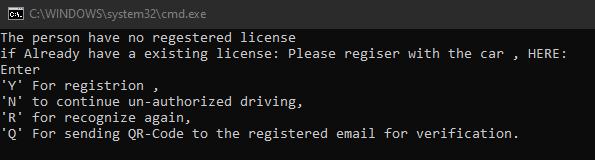 C:\WINDOWS\system32\cmd.exe
The person have no regestered license
if Already have a existing license: Please regiser with the car , HERE:
Enter
'Y' For registrion ,
'N' to continue un-authorized driving,
'R' for recognize again,
'Q' For sending QR-Code to the registered email for verification.